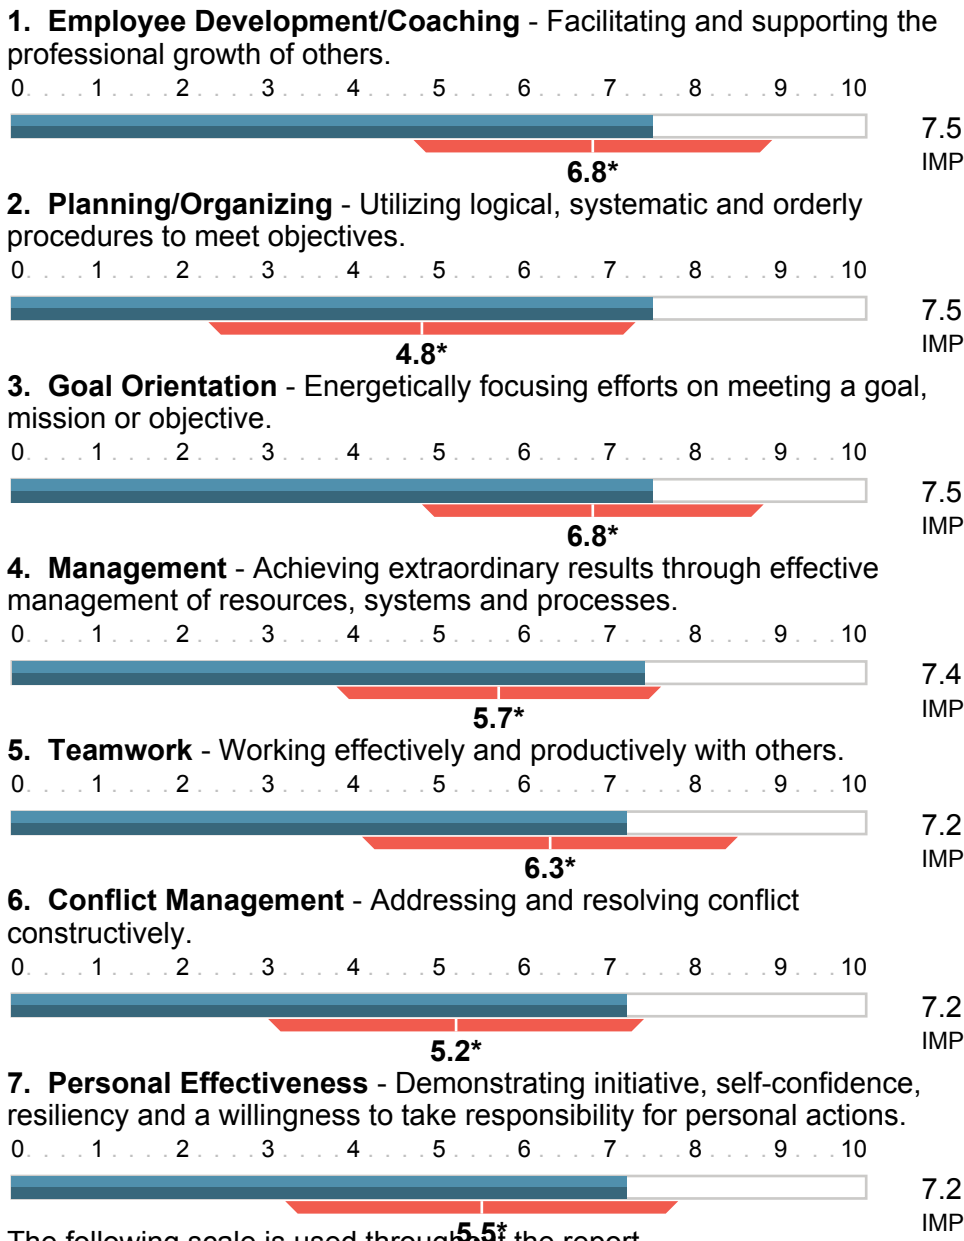 1. Employee Development/Coaching - Facilitating and supporting the
professional growth of others.
0. . . . 1 . . . . 2 . . . . 3 . . . . 4 . . . . 5 . . . . 6 . . . . 7 . . . . 8 . . . . 9 . . . 10
7.5
IMP
6.8*
2. Planning/Organizing - Utilizing logical, systematic and orderly
procedures to meet objectives.
0. . . . 1 . . . . 2 . . . . 3 . . . . 4 . . . . 5 . . . . 6 . . . . 7 . . . . 8 . . . . 9 . . . 10
7.5
IMP
4.8*
3. Goal Orientation - Energetically focusing efforts on meeting a goal,
mission or objective.
0. . . . 1 . . . . 2 . . . . 3 . . . . 4 . . . . 5 . . . . 6 . . . . 7 . . . . 8 . . . . 9 . . . 10
7.5
IMP
6.8*
4. Management - Achieving extraordinary results through effective
management of resources, systems and processes.
0. . . . 1 . . . . 2 . . . . 3 . . . . 4 . . . . 5 . . . . 6 . . . . 7 . . . . 8 . . . . 9 . . . 10
7.4
IMP
5.7*
5. Teamwork - Working effectively and productively with others.
0. . . . 1 . . . . 2 . . . . 3 . . . . 4 . . . . 5 . . . . 6 . . . . 7 . . . . 8 . . . . 9 . . . 10
7.2
IMP
6.3*
6. Conflict Management - Addressing and resolving conflict
constructively.
0. . . . 1 . . . . 2 . . . . 3 . . . . 4 . . . . 5 . . . . 6 . . . . 7 . . . . 8 . . . . 9 . . . 10
7.2
IMP
5.2*
7. Personal Effectiveness - Demonstrating initiative, self-confidence,
resiliency and a willingness to take responsibility for personal actions.
0. . . . 1 . . . . 2 . . . . 3 . . . . 4 . . . . 5 . . . . 6 . . . . 7 . . . . 8 . . . . 9 . . . 10
7.2
IMP
5.5*
The following scale is used throughout the report